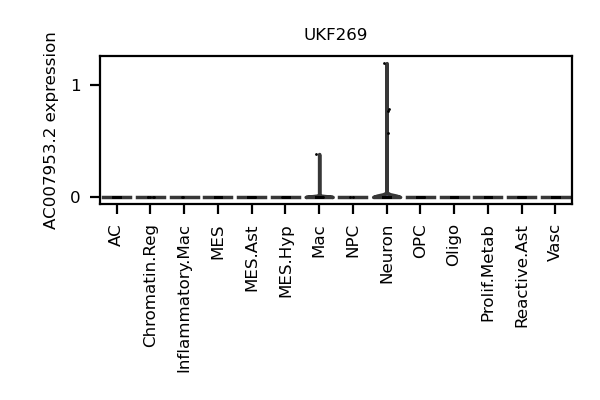 UKF269
AC007953.2 expression
1
0
AC
Chromatin.Reg
Inflammatory.Mac
MES
MES.Ast
MES.Hyp
Mac
NPC
Neuron
OPC
Oligo
Prolif.Metab
Reactive.Ast
Vasc